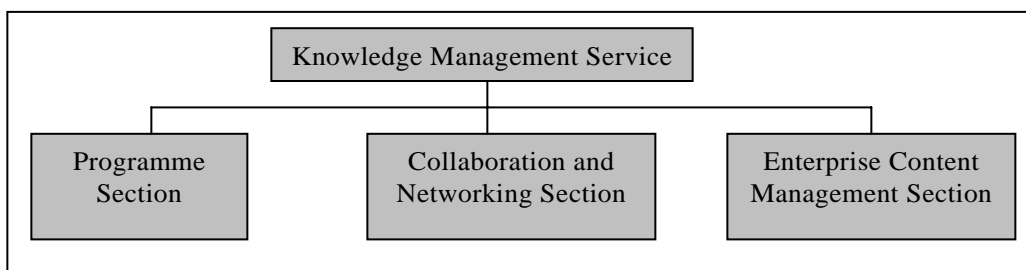 Knowledge Management Service
Programme
Section
Collaboration and
Networking Section
Enterprise Content
Management Section